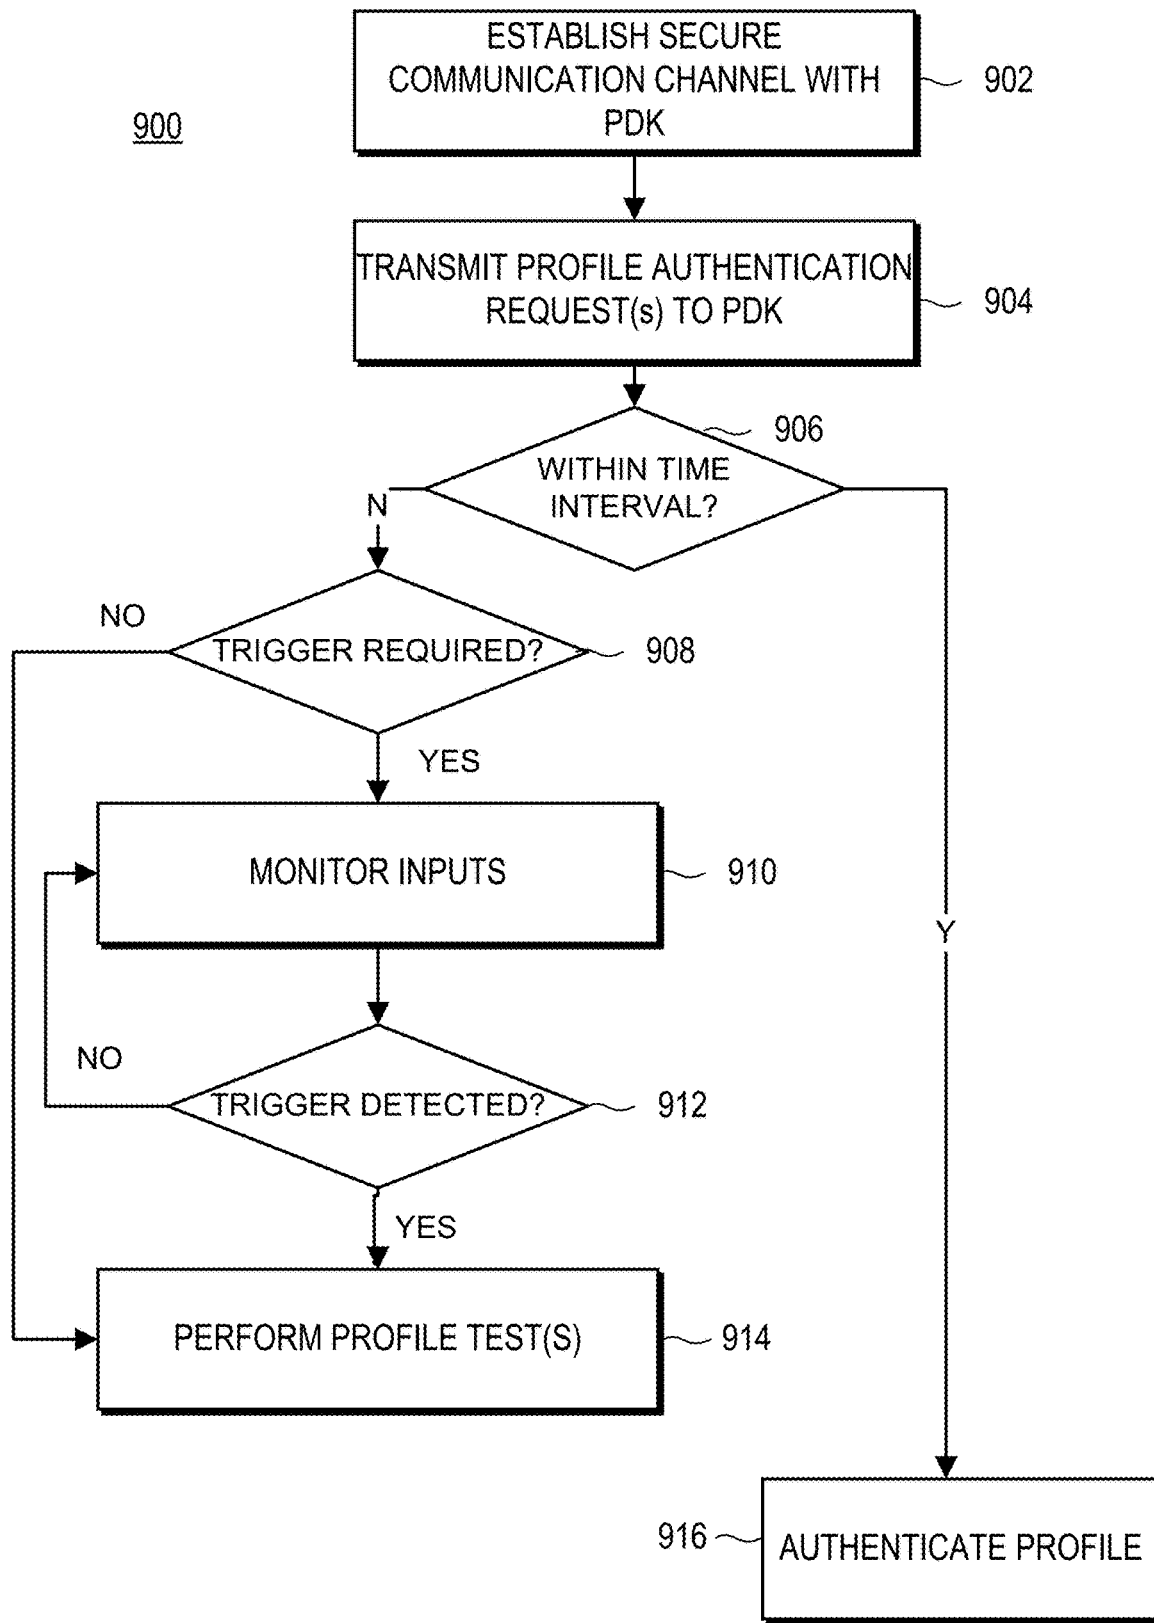 ESTABLISH SECURE
COMMUNICATION CHANNEL WITH
PDK
902
900
TRANSMIT PROFILE AUTHENTICATION
REQUEST(s) TO PDK
904
906
WITHIN TIME
INTERVAL?
N
NO
TRIGGER REQUIRED?
908
YES
MONITOR INPUTS
910
Y
NO
TRIGGER DETECTED?
912
YES
PERFORM PROFILE TEST(S)
914
916
AUTHENTICATE PROFILE